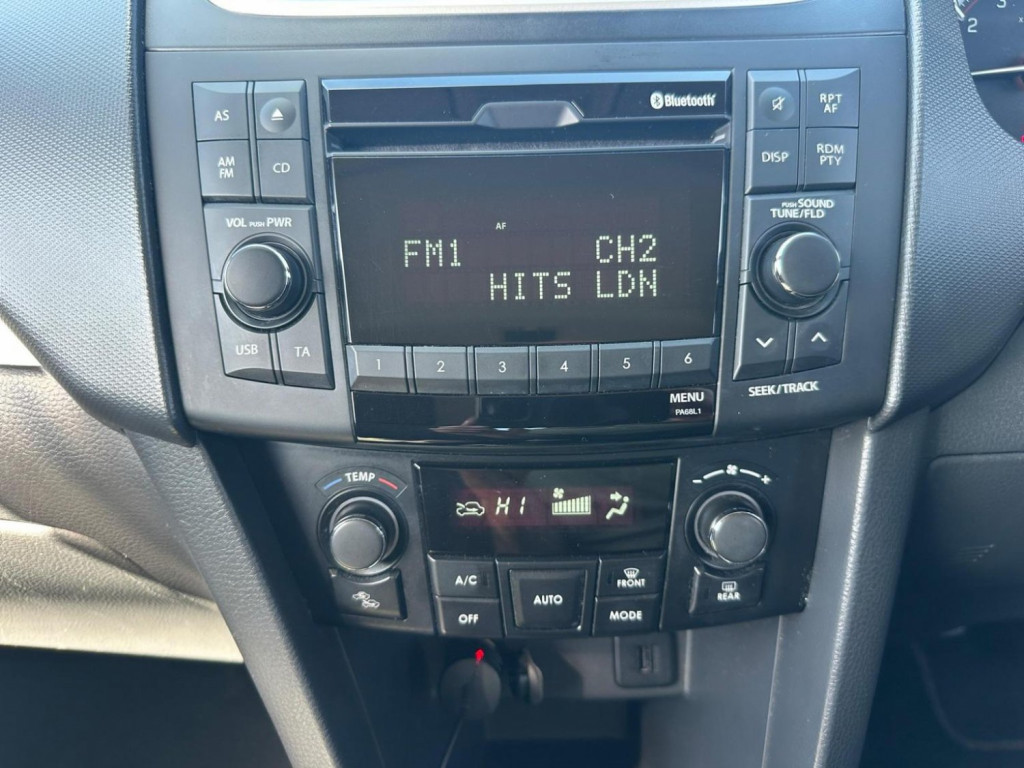 AS
AM
FM
CD
Bluetooth
RPT
AF
DISP
RDM
PTY
VOL PUSH PWR
PUSH SOUND
TUNE/FLD
AF
FM1 CH2
HITS LDN
USB
TA
1 2 3 4 5 6
MENU
PA68L1
SEEK/TRACK
TEMP
- +
HI
A/C
OFF
AUTO
FRONT
MODE
REAR
2
3